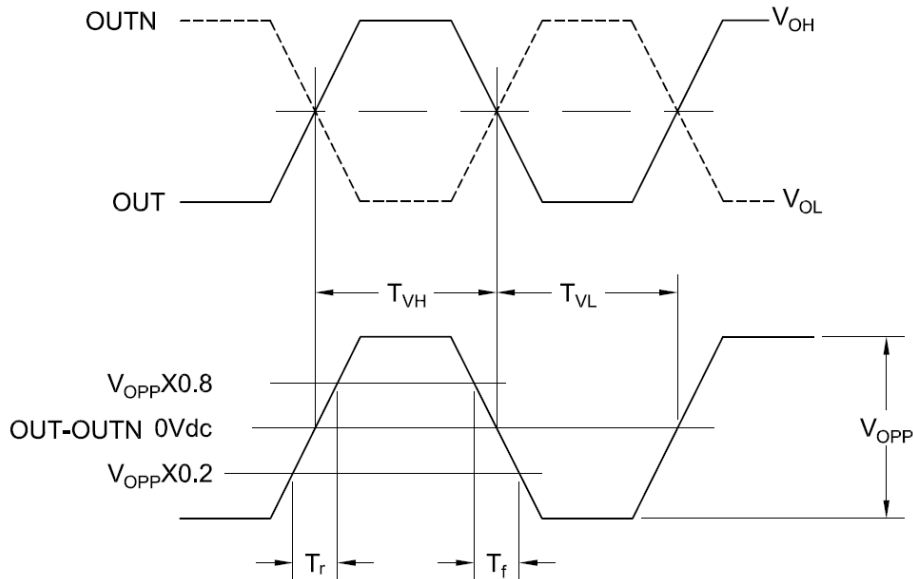 OUTN
V_OH
OUT
V_OL
T_VH
T_VL
V_OPP X0.8
OUT-OUTN 0Vdc
V_OPP
V_OPP X0.2
T_r
T_f